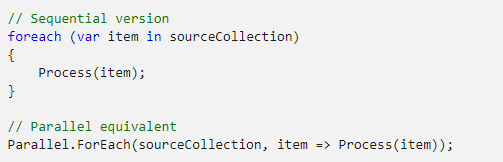 // Sequential version
foreach (var item in sourceCollection)
{
    Process(item);
}

// Parallel equivalent
Parallel.ForEach(sourceCollection, item => Process(item));